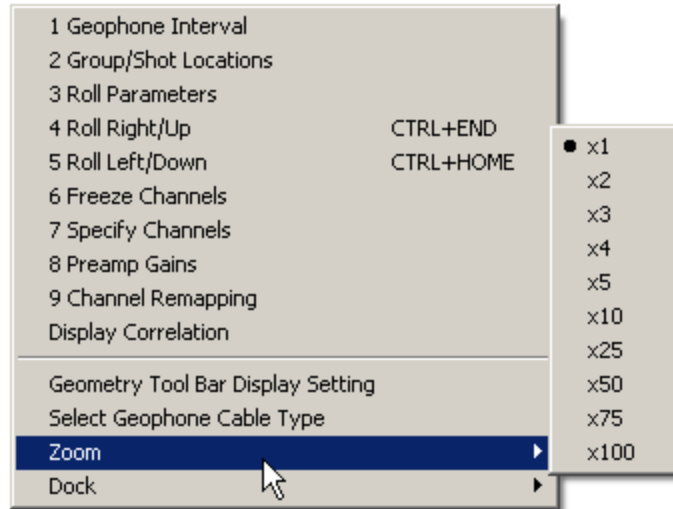 1 Geophone Interval
2 Group/Shot Locations
3 Roll Parameters
4 Roll Right/Up CTRL+END
5 Roll Left/Down CTRL+HOME
6 Freeze Channels
7 Specify Channels
8 Preamp Gains
9 Channel Remapping
Display Correlation
Geometry Tool Bar Display Setting
Select Geophone Cable Type
Zoom
Dock
x1
x2
x3
x4
x5
x10
x25
x50
x75
x100